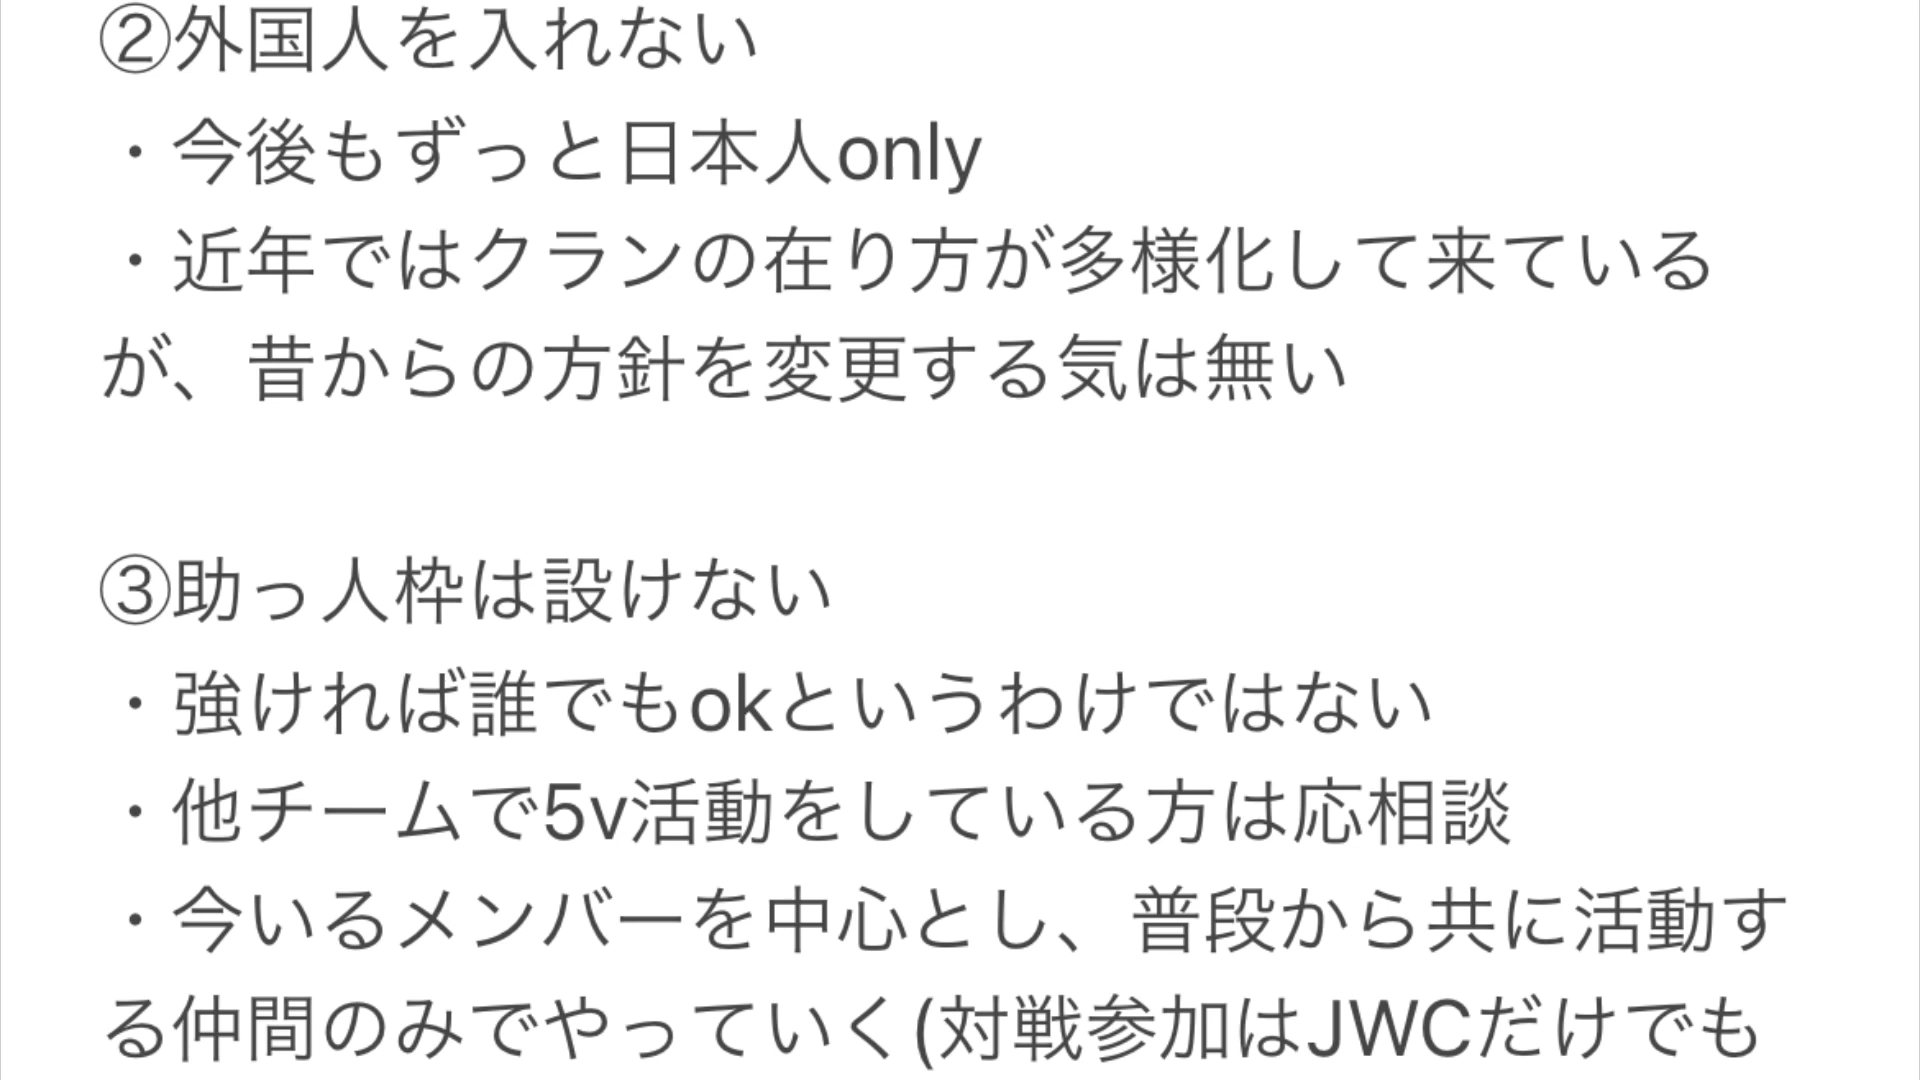 ②外国人を入れない
・今後もずっと日本人only
・近年ではクランの在り方が多様化して来ている
が、昔からの方針を変更する気は無い
③助っ人枠は設けない
・強ければ誰でもokというわけではない
・他チームで5v活動をしている方は応相談
・今いるメンバーを中心とし、普段から共に活動す
る仲間のみでやっていく(対戦参加はJWCだけでも